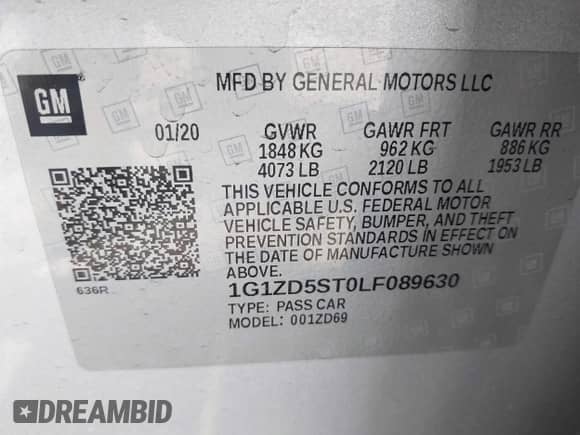 GM®
MFD BY GENERAL MOTORS LLC
01/20 GVWR GAWR FRT GAWR RR
1848 KG 962 KG 886 KG
4073 LB 2120 LB 1953 LB
THIS VEHICLE CONFORMS TO ALL
APPLICABLE U.S. FEDERAL MOTOR
VEHICLE SAFETY, BUMPER, AND THEFT
PREVENTION STANDARDS IN EFFECT ON
THE DATE OF MANUFACTURE SHOWN
ABOVE.
636R
1G1ZD5ST0LF089630
TYPE: PASS CAR
MODEL: 001ZD69
DREAMBID